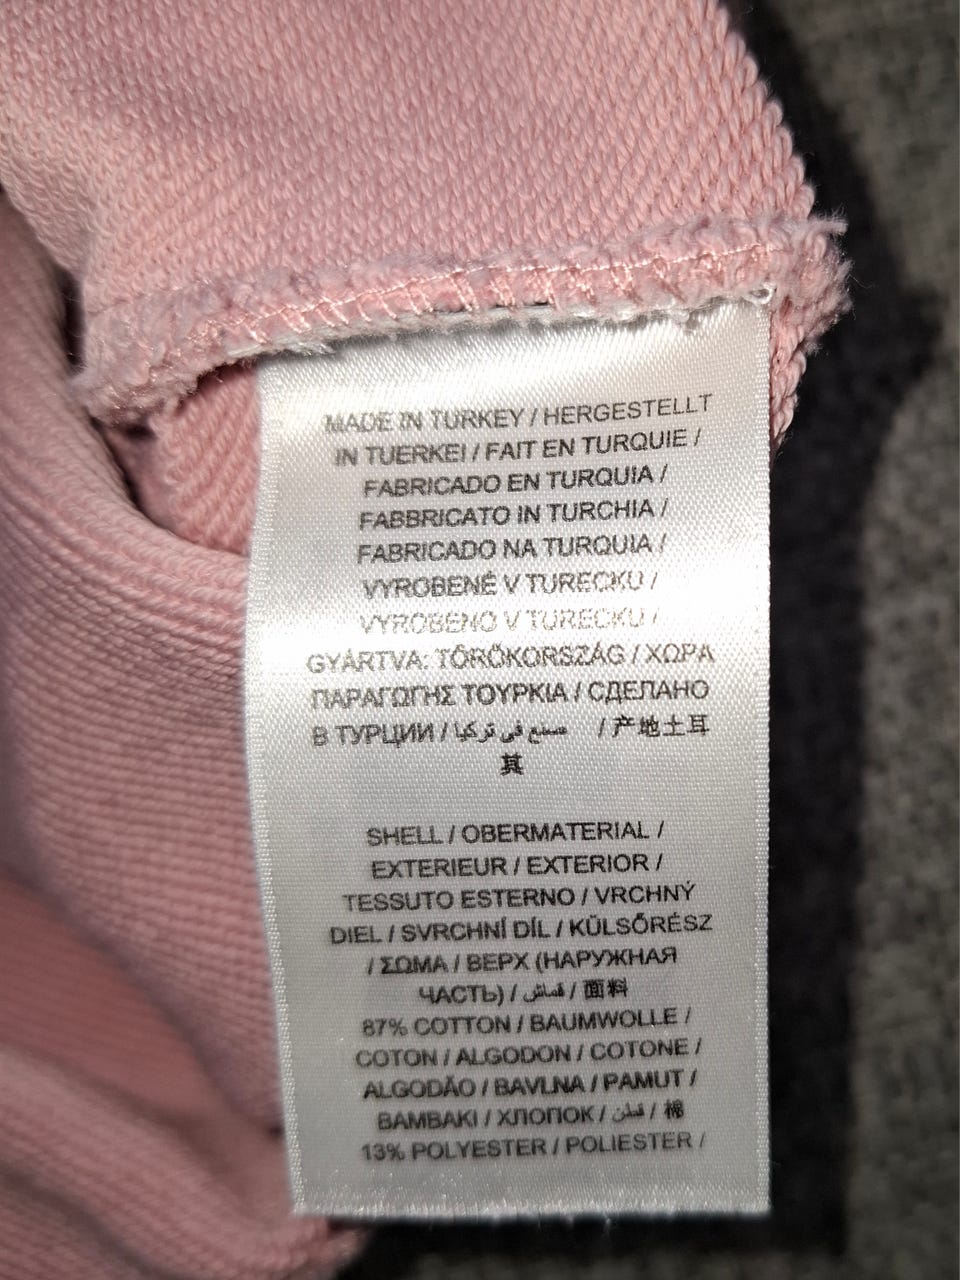 MADE IN TURKEY / HERGESTELLT
IN TUERKEI / FAIT EN TURQUIE /
FABRICADO EN TURQUIA /
FABBRICATO IN TURCHIA /
FABRICADO NA TURQUIA /
VYROBENÉ V TURECKU /
VYROBENO V TURECKU /
GYÁRTVA: TÖRÖKORSZÁG / ΧΩΡΑ
ΠΑΡΑΓΩΓΗΣ ΤΟΥΡΚΙΑ / СДЕЛАНО
В ТУРЦИИ / صنع في تركيا / 产地土耳
其
SHELL / OBERMATERIAL /
EXTERIEUR / EXTERIOR /
TESSUTO ESTERNO / VRCHNÝ
DIEL / SVRCHNÍ DÍL / KÜLSŐRÉSZ
/ ΣΩΜΑ / ВЕРХ (НАРУЖНАЯ
ЧАСТЬ) / قماش / 面料
87% COTTON / BAUMWOLLE /
COTON / ALGODON / COTONE /
ALGODÃO / BAVLNA / PAMUT /
ΒΑΜΒΑΚΙ / ХЛОПОК / قطن / 棉
13% POLYESTER / POLIESTER /